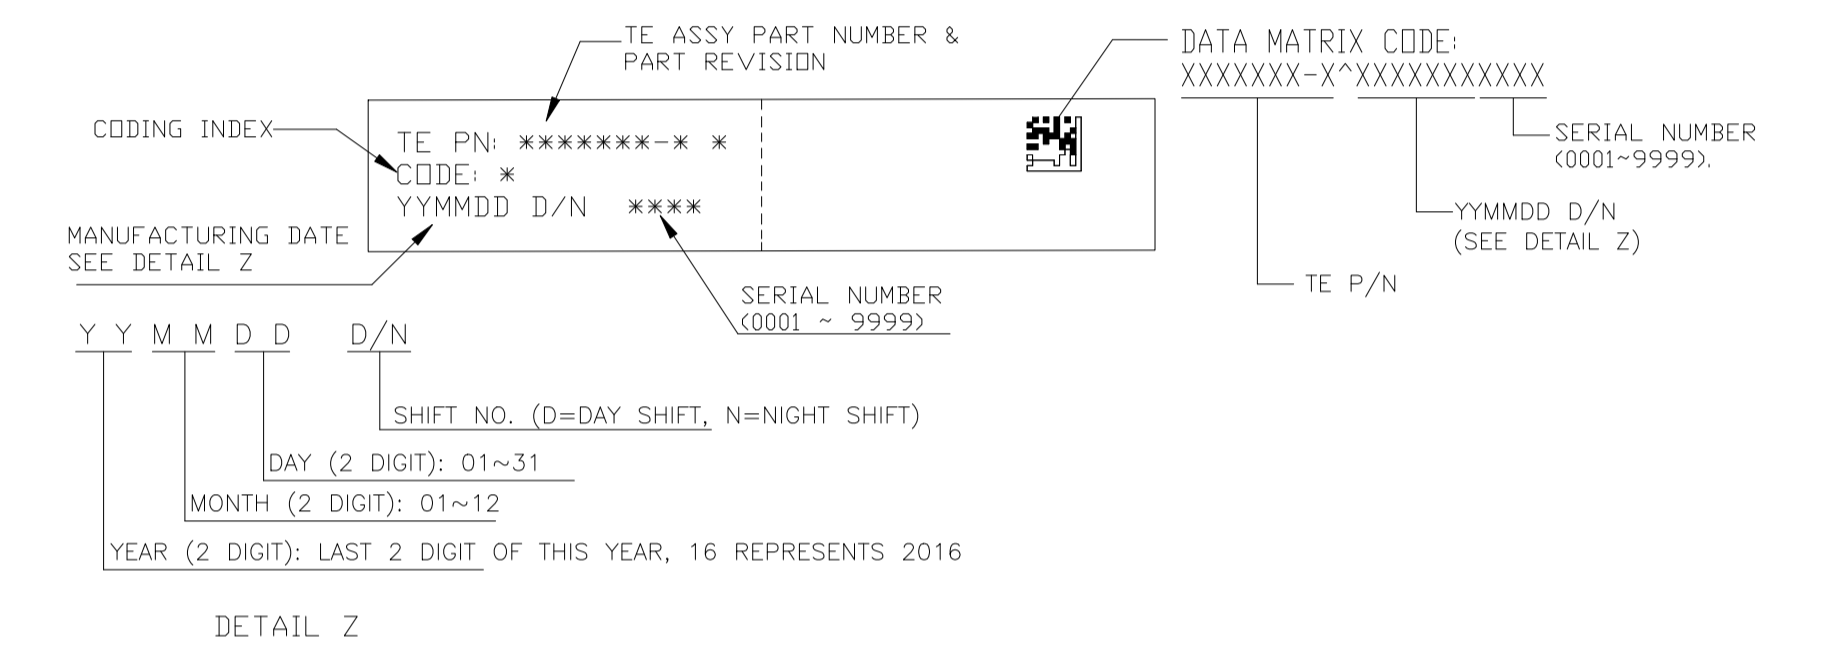 TE ASSY PART NUMBER &
PART REVISION
DATA MATRIX CODE:
XXXXXXX-X^XXXXXXXXXXX
CODING INDEX
TE PN: *******-* *
CODE: *
YYMMDD D/N ****
SERIAL NUMBER
(0001~9999).
YYMMDD D/N
(SEE DETAIL Z)
TE P/N
MANUFACTURING DATE
SEE DETAIL Z
SERIAL NUMBER
(0001 ~ 9999)
Y Y M M D D D/N
SHIFT NO. (D=DAY SHIFT, N=NIGHT SHIFT)
DAY (2 DIGIT): 01~31
MONTH (2 DIGIT): 01~12
YEAR (2 DIGIT): LAST 2 DIGIT OF THIS YEAR, 16 REPRESENTS 2016
DETAIL Z